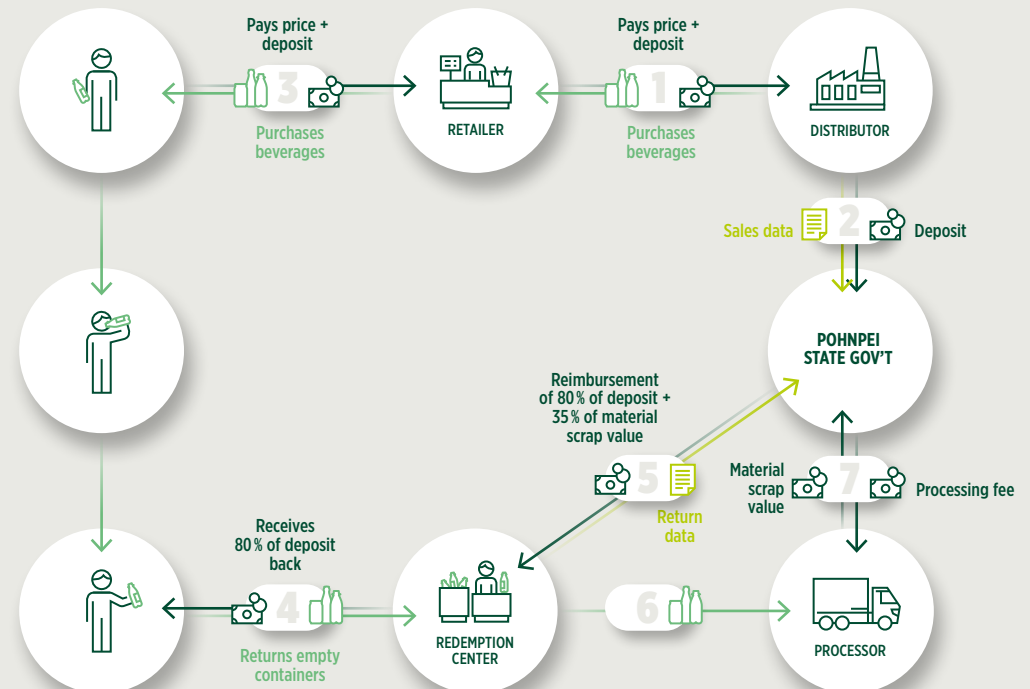 Pays price +
deposit
3
Purchases
beverages
RETAILER
Pays price +
deposit
1
Purchases
beverages
DISTRIBUTOR
Sales data
2
Deposit
POHNPEI
STATE GOV'T
Reimbursement
of 80% of deposit +
35% of material
scrap value
5
Return
data
Material
scrap
value
7
Processing fee
Receives
80% of deposit
back
4
Returns empty
containers
REDEMPTION
CENTER
6
PROCESSOR